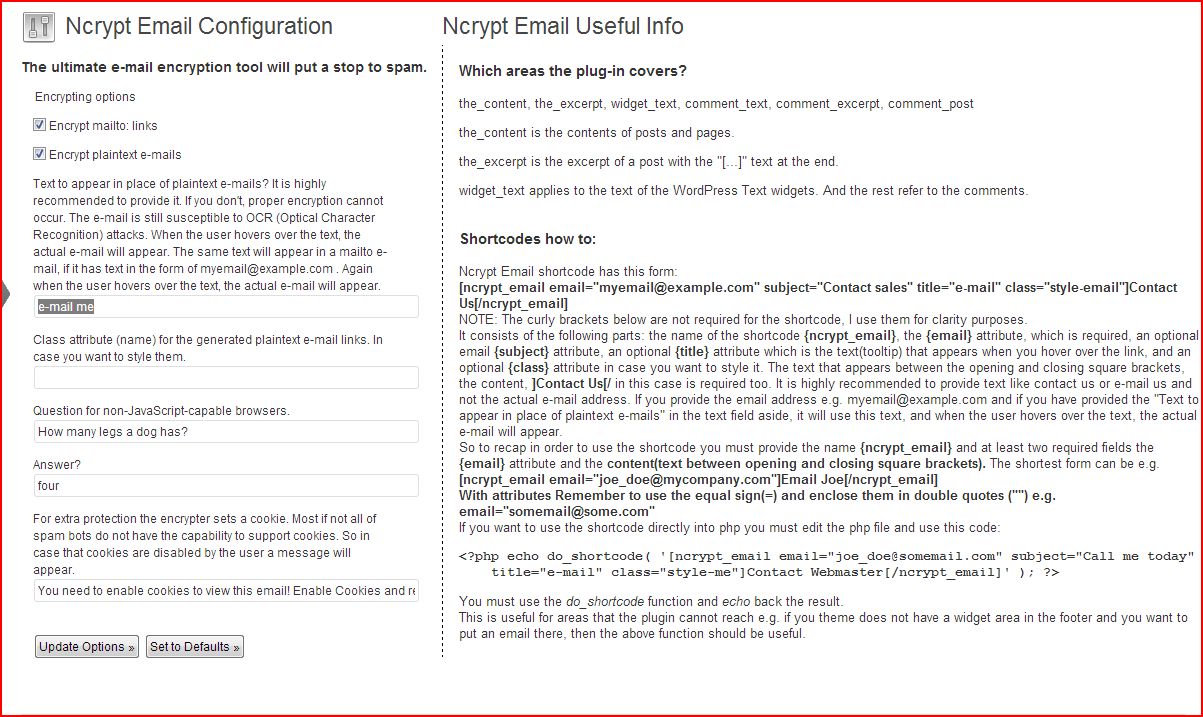 Ncrypt Email Configuration
The ultimate e-mail encryption tool will put a stop to spam.
Encrypting options
Encrypt mailto: links
Encrypt plaintext e-mails
Text to appear in place of plaintext e-mails? It is highly
recommended to provide it. If you don't, proper encryption cannot
occur. The e-mail is still susceptible to OCR (Optical Character
Recognition) attacks. When the user hovers over the text, the
actual e-mail will appear. The same text will appear in a mailto e-
mail, if it has text in the form of myemail@example.com . Again
when the user hovers over the text, the actual e-mail will appear.
e-mail me
Class attribute (name) for the generated plaintext e-mail links. In
case you want to style them.
Question for non-JavaScript-capable browsers.
How many legs a dog has?
Answer?
four
For extra protection the encrypter sets a cookie. Most if not all of
spam bots do not have the capability to support cookies. So in
case that cookies are disabled by the user a message will
appear.
You need to enable cookies to view this email! Enable Cookies and re
Update Options »
Set to Defaults »
Ncrypt Email Useful Info
Which areas the plug-in covers?
the_content, the_excerpt, widget_text, comment_text, comment_excerpt, comment_post
the_content is the contents of posts and pages.
the_excerpt is the excerpt of a post with the "[...]" text at the end.
widget_text applies to the text of the WordPress Text widgets. And the rest refer to the comments.
Shortcodes how to:
Ncrypt Email shortcode has this form:
[ncrypt_email email="myemail@example.com" subject="Contact sales" title="e-mail" class="style-email"]Contact
Us[/ncrypt_email]
NOTE: The curly brackets below are not required for the shortcode, I use them for clarity purposes.
It consists of the following parts: the name of the shortcode {ncrypt_email}, the {email} attribute, which is required, an optional
email {subject} attribute, an optional {title} attribute which is the text(tooltip) that appears when you hover over the link, and an
optional {class} attribute in case you want to style it. The text that appears between the opening and closing square brackets,
the content, ]Contact Us[/ in this case is required too. It is highly recommended to provide text like contact us or e-mail us and
not the actual e-mail address. If you provide the email address e.g. myemail@example.com and if you have provided the "Text to
appear in place of plaintext e-mails" in the text field aside, it will use this text, and when the user hovers over the text, the actual
e-mail will appear.
So to recap in order to use the shortcode you must provide the name {ncrypt_email} and at least two required fields the
{email} attribute and the content(text between opening and closing square brackets). The shortest form can be e.g.
[ncrypt_email email="joe_doe@mycompany.com"]Email Joe[/ncrypt_email]
With attributes Remember to use the equal sign(=) and enclose them in double quotes ("") e.g.
email="somemail@some.com"
If you want to use the shortcode directly into php you must edit the php file and use this code:
<?php echo do_shortcode( '[ncrypt_email email="joe_doe@somemail.com" subject="Call me today"
title="e-mail" class="style-me"]Contact Webmaster[/ncrypt_email]' ); ?>
You must use the do_shortcode function and echo back the result.
This is useful for areas that the plugin cannot reach e.g. if you theme does not have a widget area in the footer and you want to
put an email there, then the above function should be useful.